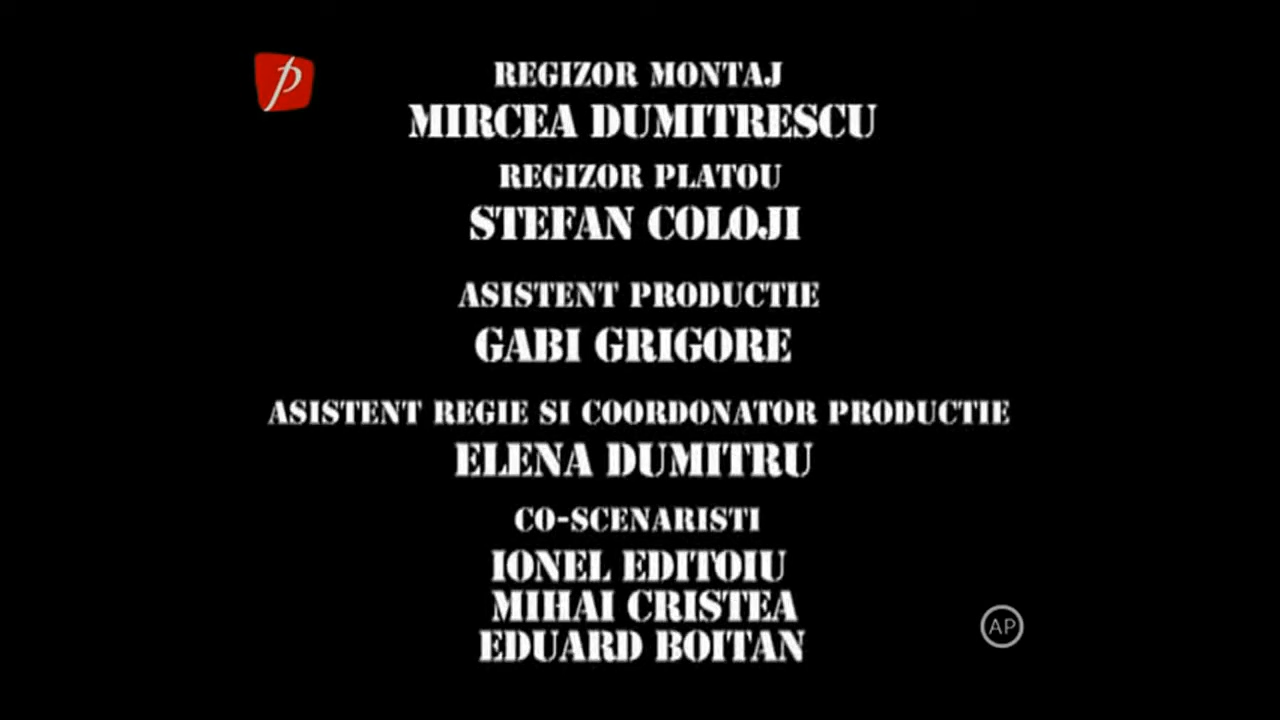 p
REGIZOR MONTAJ
MIRCEA DUMITRESCU
REGIZOR PLATOU
STEFAN COLOJI
ASISTENT PRODUCTIE
GABI GRIGORE
ASISTENT REGIE SI COORDONATOR PRODUCTIE
ELENA DUMITRU
CO-SCENARISTI
IONEL EDITOIU
MIHAI CRISTEA
EDUARD BOITAN
AP